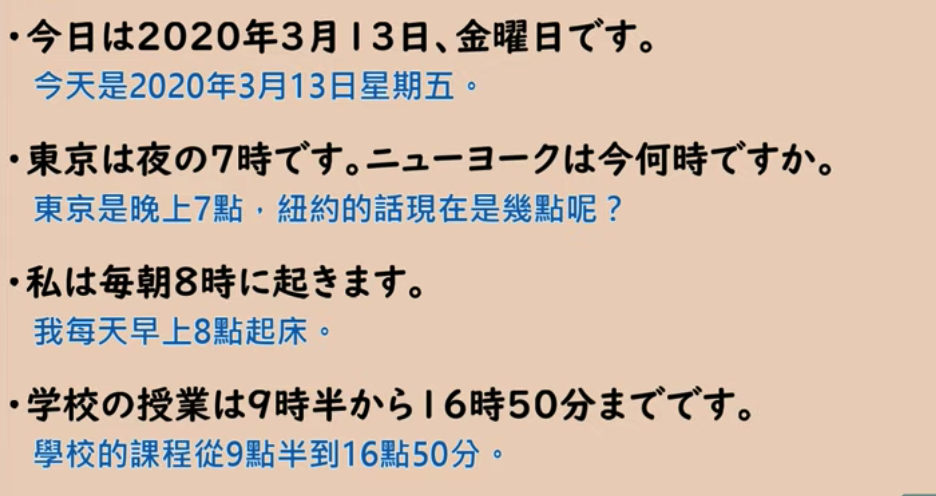 ・今日は2020年3月13日、金曜日です。
今天是2020年3月13日星期五。
・東京は夜の7時です。ニューヨークは今何時ですか。
東京是晚上7點，紐約的話現在是幾點呢？
・私は毎朝8時に起きます。
我每天早上8點起床。
・学校の授業は9時半から16時50分までです。
學校的課程從9點半到16點50分。